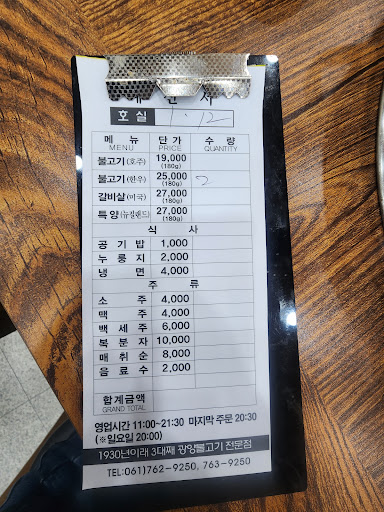 계 산 서
호 실 1-12
메 뉴 단 가 수 량
MENU PRICE QUANTITY
불고기(호주) 19,000
(180g)
불고기(한우) 25,000 2
(180g)
갈비살(미국) 27,000
(180g)
특 양(뉴질랜드) 27,000
(180g)
식 사
공 기 밥 1,000
누 룽 지 2,000
냉 면 4,000
주 류
소 주 4,000
맥 주 4,000
백 세 주 6,000
복 분 자 10,000
매 취 순 8,000
음 료 수 2,000
합계금액
GRAND TOTAL
영업시간 11:00~21:30 마지막 주문 20:30
(※일요일 20:00)
1930년이래 3대째 광양불고기 전문점
TEL:061)762-9250, 763-9250